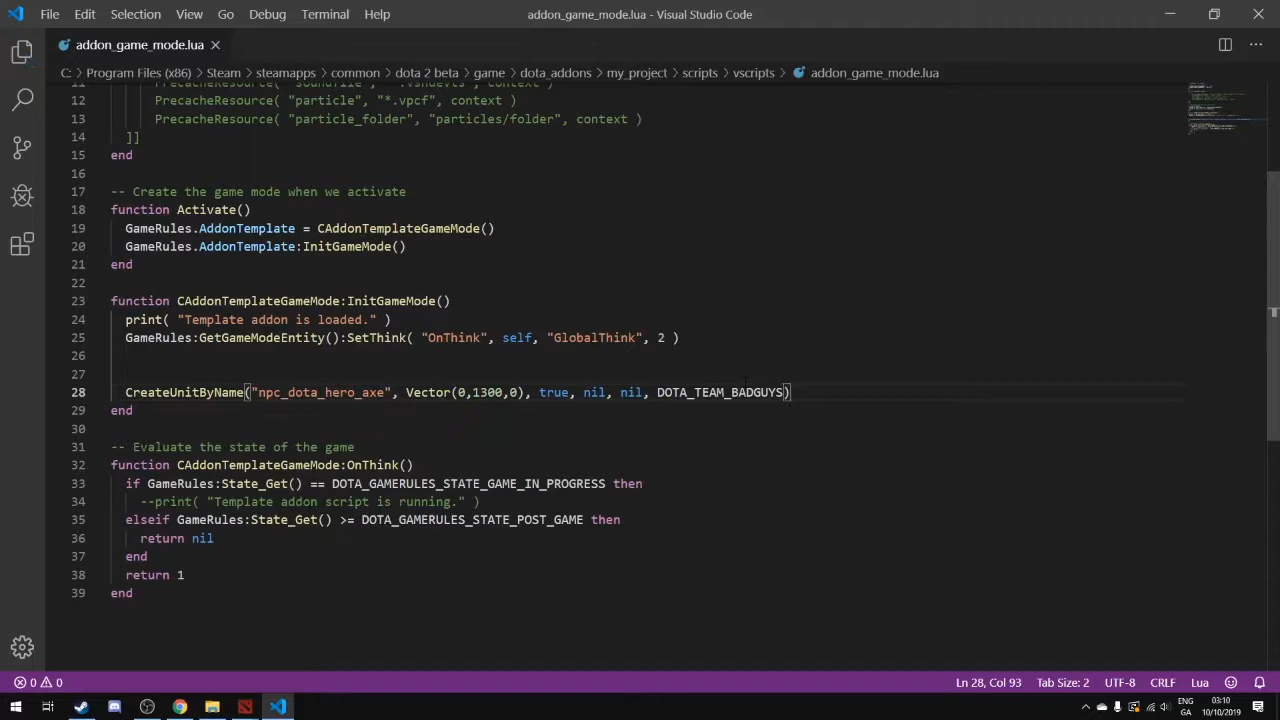 File Edit Selection View Go Debug Terminal Help addon_game_mode.lua - Visual Studio Code
addon_game_mode.lua
C: > Program Files (x86) > Steam > steamapps > common > dota 2 beta > game > dota_addons > my_project > scripts > vscripts > addon_game_mode.lua
12 PrecacheResource( "particle", "*.vpcf", context )
13 PrecacheResource( "particle_folder", "particles/folder", context )
14 ]]
15 end
16
17 -- Create the game mode when we activate
18 function Activate()
19 GameRules.AddonTemplate = CAddonTemplateGameMode()
20 GameRules.AddonTemplate:InitGameMode()
21 end
22
23 function CAddonTemplateGameMode:InitGameMode()
24 print( "Template addon is loaded." )
25 GameRules:GetGameModeEntity():SetThink( "OnThink", self, "GlobalThink", 2 )
26
27
28 CreateUnitByName("npc_dota_hero_axe", Vector(0,1300,0), true, nil, nil, DOTA_TEAM_BADGUYS)
29 end
30
31 -- Evaluate the state of the game
32 function CAddonTemplateGameMode:OnThink()
33 if GameRules:State_Get() == DOTA_GAMERULES_STATE_GAME_IN_PROGRESS then
34 --print( "Template addon script is running." )
35 elseif GameRules:State_Get() >= DOTA_GAMERULES_STATE_POST_GAME then
36 return nil
37 end
38 return 1
39 end
0 0 Ln 28, Col 93 Tab Size: 2 UTF-8 CRLF Lua
ENG 03:10
GA 10/10/2019